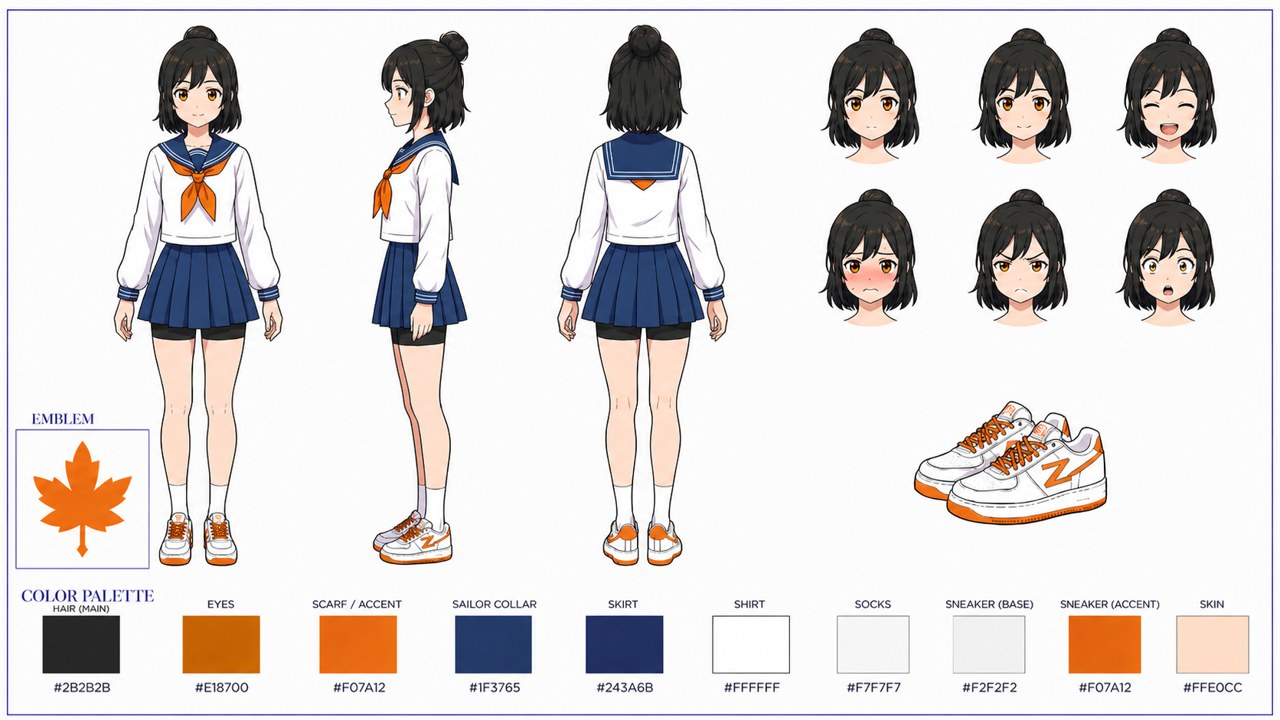 EMBLEM
COLOR PALETTE
HAIR (MAIN)
EYES
SCARF / ACCENT
SAILOR COLLAR
SKIRT
SHIRT
SOCKS
SNEAKER (BASE)
SNEAKER (ACCENT)
SKIN
#2B2B2B
#E18700
#F07A12
#1F3765
#243A6B
#FFFFFF
#F7F7F7
#F2F2F2
#F07A12
#FFE0CC